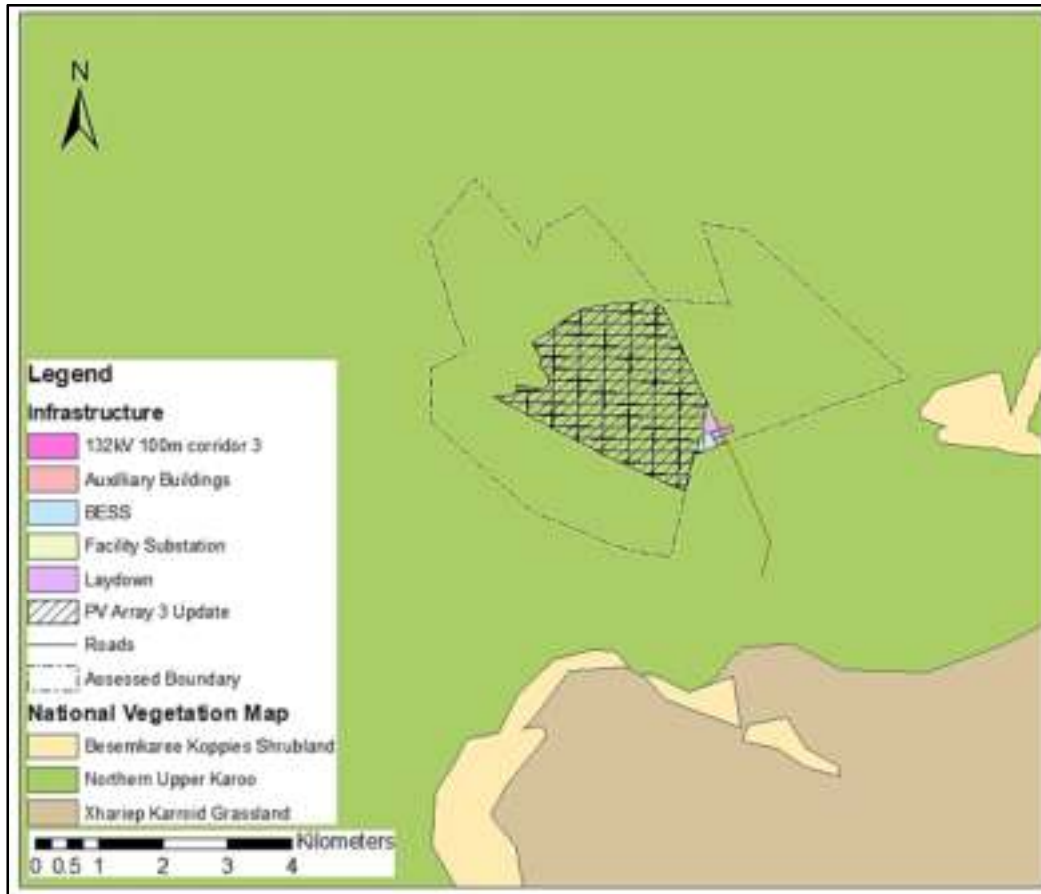 N
Legend
Infrastructure
132kV 100m corridor 3
Auxilliary Buildings
BESS
Facility Substation
Laydown
PV Array 3 Update
Roads
Assessed Boundary
National Vegetation Map
Besemkaree Koppies Shrubland
Northern Upper Karoo
Xhariep Karroid Grassland
Kilometers
0 0.5 1 2 3 4